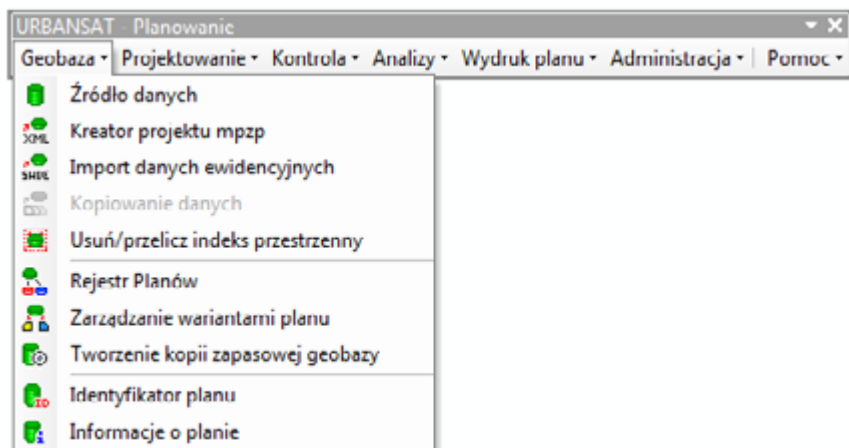 URBANSAT - Planowanie
Geobaza Projektowanie Kontrola Analizy Wydruk planu Administracja Pomoc
Źródło danych
XML Kreator projektu mpzp
SHPE Import danych ewidencyjnych
Kopiowanie danych
Usuń/przelicz indeks przestrzenny
Rejestr Planów
Zarządzanie wariantami planu
Tworzenie kopii zapasowej geobazy
ID Identyfikator planu
i Informacje o planie